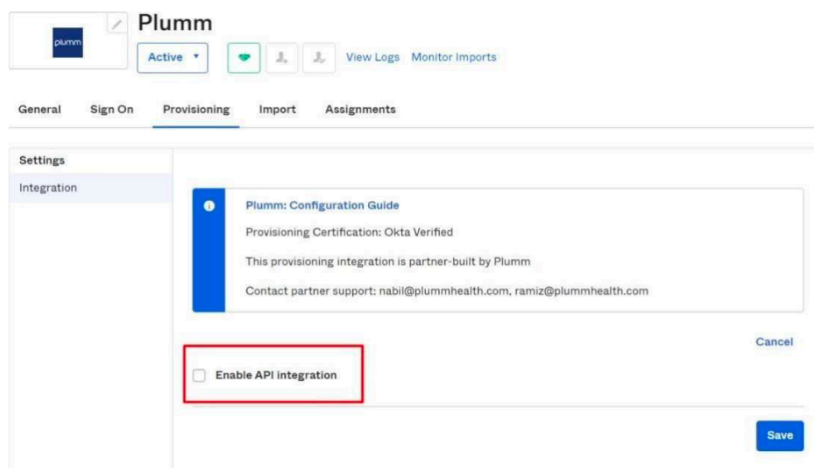 plumm
Plumm
Active
View Logs Monitor Imports
General Sign On Provisioning Import Assignments
Settings
Integration
Plumm: Configuration Guide
Provisioning Certification: Okta Verified
This provisioning integration is partner-built by Plumm
Contact partner support: nabil@plummhealth.com, ramiz@plummhealth.com
Cancel
Enable API integration
Save